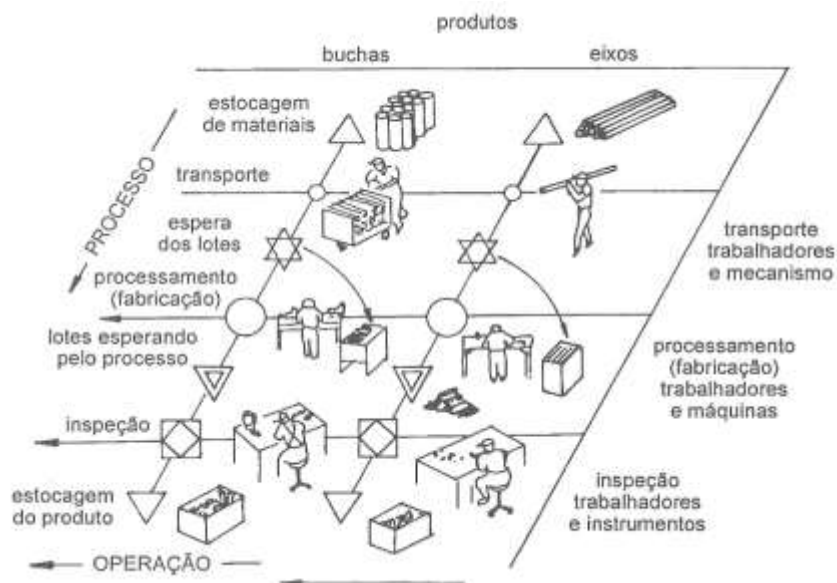 produtos
buchas
eixos
estocagem
de materiais
transporte
PROCESSO
espera
dos lotes
transporte
trabalhadores
e mecanismo
processamento
(fabricação)
lotes esperando
pelo processo
processamento
(fabricação)
trabalhadores
e máquinas
inspeção
inspeção
trabalhadores
e instrumentos
estocagem
do produto
OPERAÇÃO